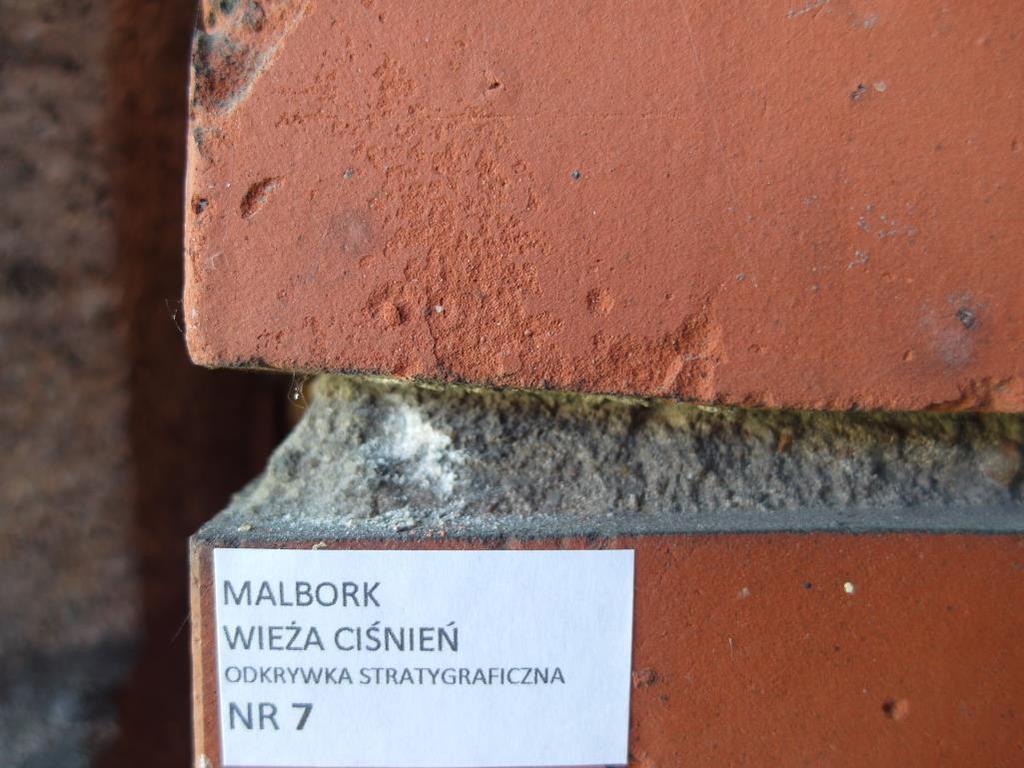 MALBORK
WIEŻA CIŚNIEŃ
ODKRYWKA STRATYGRAFICZNA
NR 7